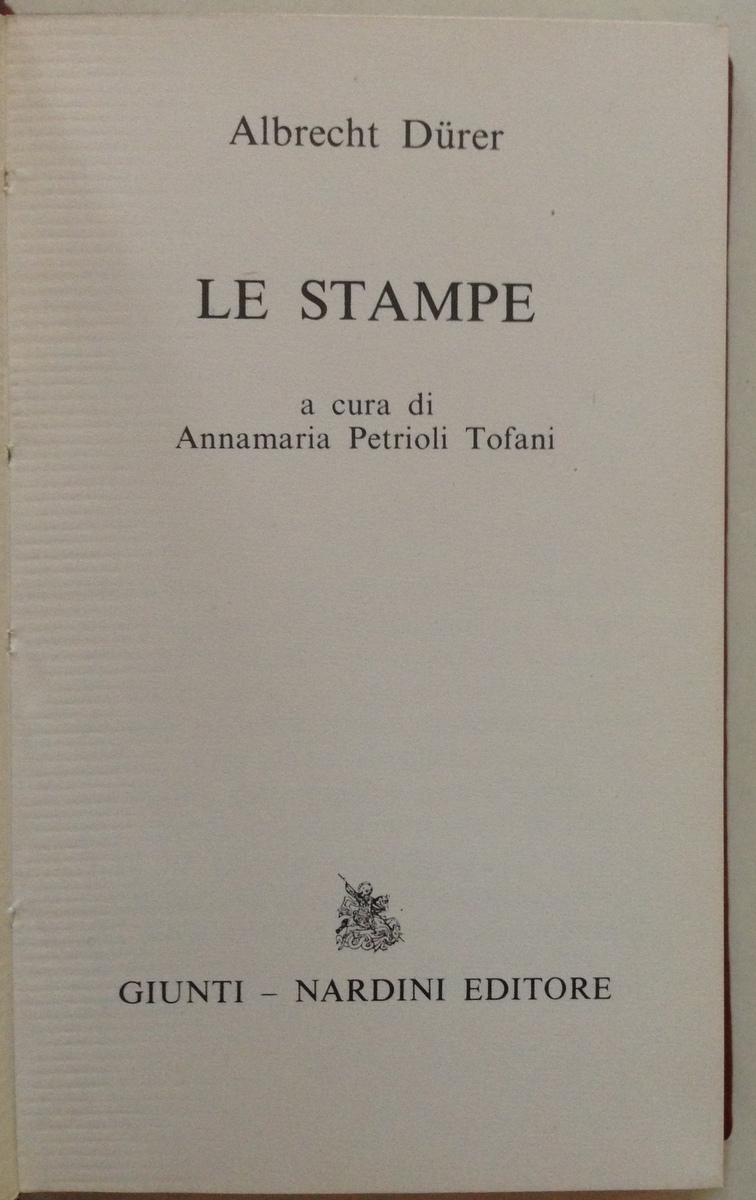 Albrecht Dürer
LE STAMPE
a cura di
Annamaria Petrioli Tofani
GIUNTI – NARDINI EDITORE